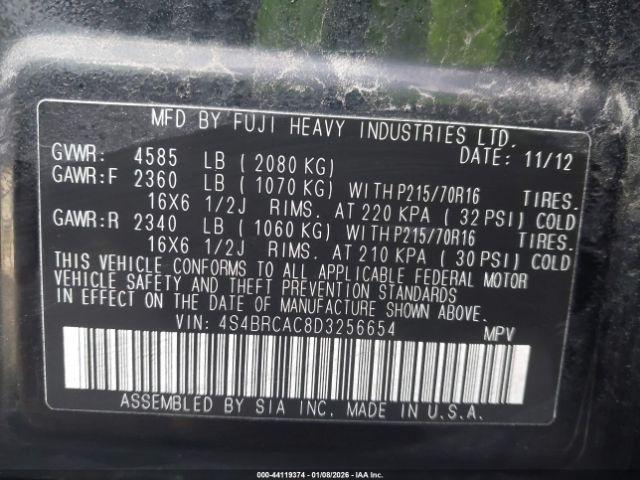 MFD BY FUJI HEAVY INDUSTRIES LTD.
GVWR: 4585 LB ( 2080 KG) DATE: 11/12
GAWR:F 2360 LB ( 1070 KG) WITH P215/70R16 TIRES.
16X6 1/2J RIMS. AT 220 KPA ( 32 PSI) COLD
GAWR:R 2340 LB ( 1060 KG) WITH P215/70R16 TIRES.
16X6 1/2J RIMS. AT 210 KPA ( 30 PSI) COLD
THIS VEHICLE CONFORMS TO ALL APPLICABLE FEDERAL MOTOR
VEHICLE SAFETY AND THEFT PREVENTION STANDARDS
IN EFFECT ON THE DATE OF MANUFACTURE SHOWN ABOVE.
VIN: 4S4BRCAC8D3256654 MPV
ASSEMBLED BY SIA INC. MADE IN U.S.A.
000-44119374 | 01/08/2026 - IAA Inc.